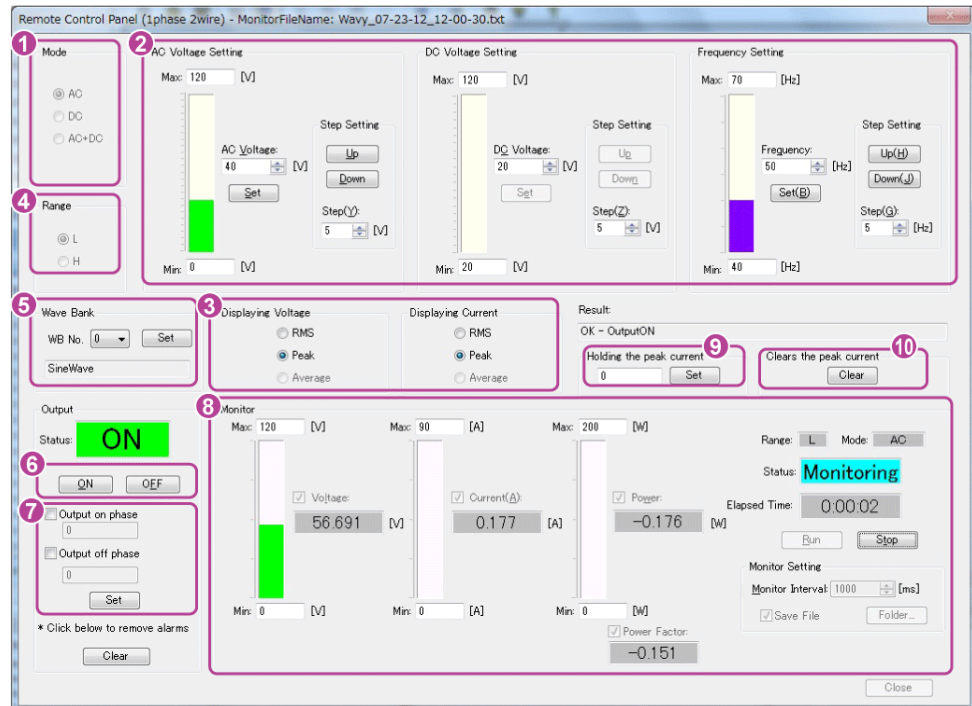 Remote Control Panel (1phase 2wire) - MonitorFileName: Wavy_07-23-12_12-00-30.txt
1
Mode
AC
DC
AC+DC
2
AC Voltage Setting
Max: 120 [V]
AC Voltage:
40 [V]
Set
Step Setting
Up
Down
Step(Y):
5 [V]
Min: 0 [V]
DC Voltage Setting
Max: 120 [V]
DC Voltage:
20 [V]
Set
Step Setting
Up
Down
Step(Z):
5 [V]
Min: 20 [V]
Frequency Setting
Max: 70 [Hz]
Frequency:
50 [Hz]
Set(B)
Step Setting
Up(H)
Down(J)
Step(G):
5 [Hz]
Min: 40 [Hz]
4
Range
L
H
5
Wave Bank
WB No. 0 Set
SineWave
3
Displaying Voltage
RMS
Peak
Average
Displaying Current
RMS
Peak
Average
Result:
OK - OutputON
9
Holding the peak current
0 Set
10
Clears the peak current
Clear
Output
Status: ON
6
ON OFF
7
Output on phase
0
Output off phase
0
Set
* Click below to remove alarms
Clear
8
Monitor
Max: 120 [V]
Voltage:
56.691 [V]
Min: 0 [V]
Max: 90 [A]
Current(A):
0.177 [A]
Min: 0 [A]
Max: 200 [W]
Power:
-0.176 [W]
Min: 0 [W]
Power Factor:
-0.151
Range: L Mode: AC
Status: Monitoring
Elapsed Time: 0:00:02
Run Stop
Monitor Setting
Monitor Interval: 1000 [ms]
Save File Folder...
Close